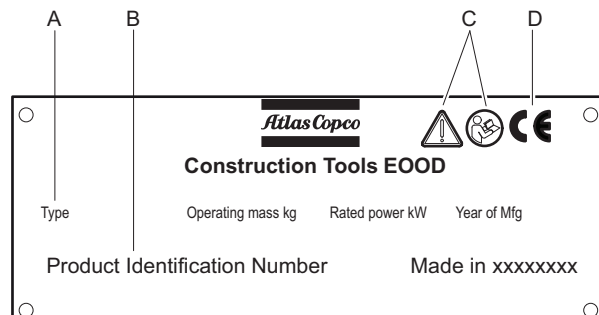 A B C D
Atlas Copco
CE
Construction Tools EOOD
Type Operating mass kg Rated power kW Year of Mfg
Product Identification Number Made in xxxxxxxx